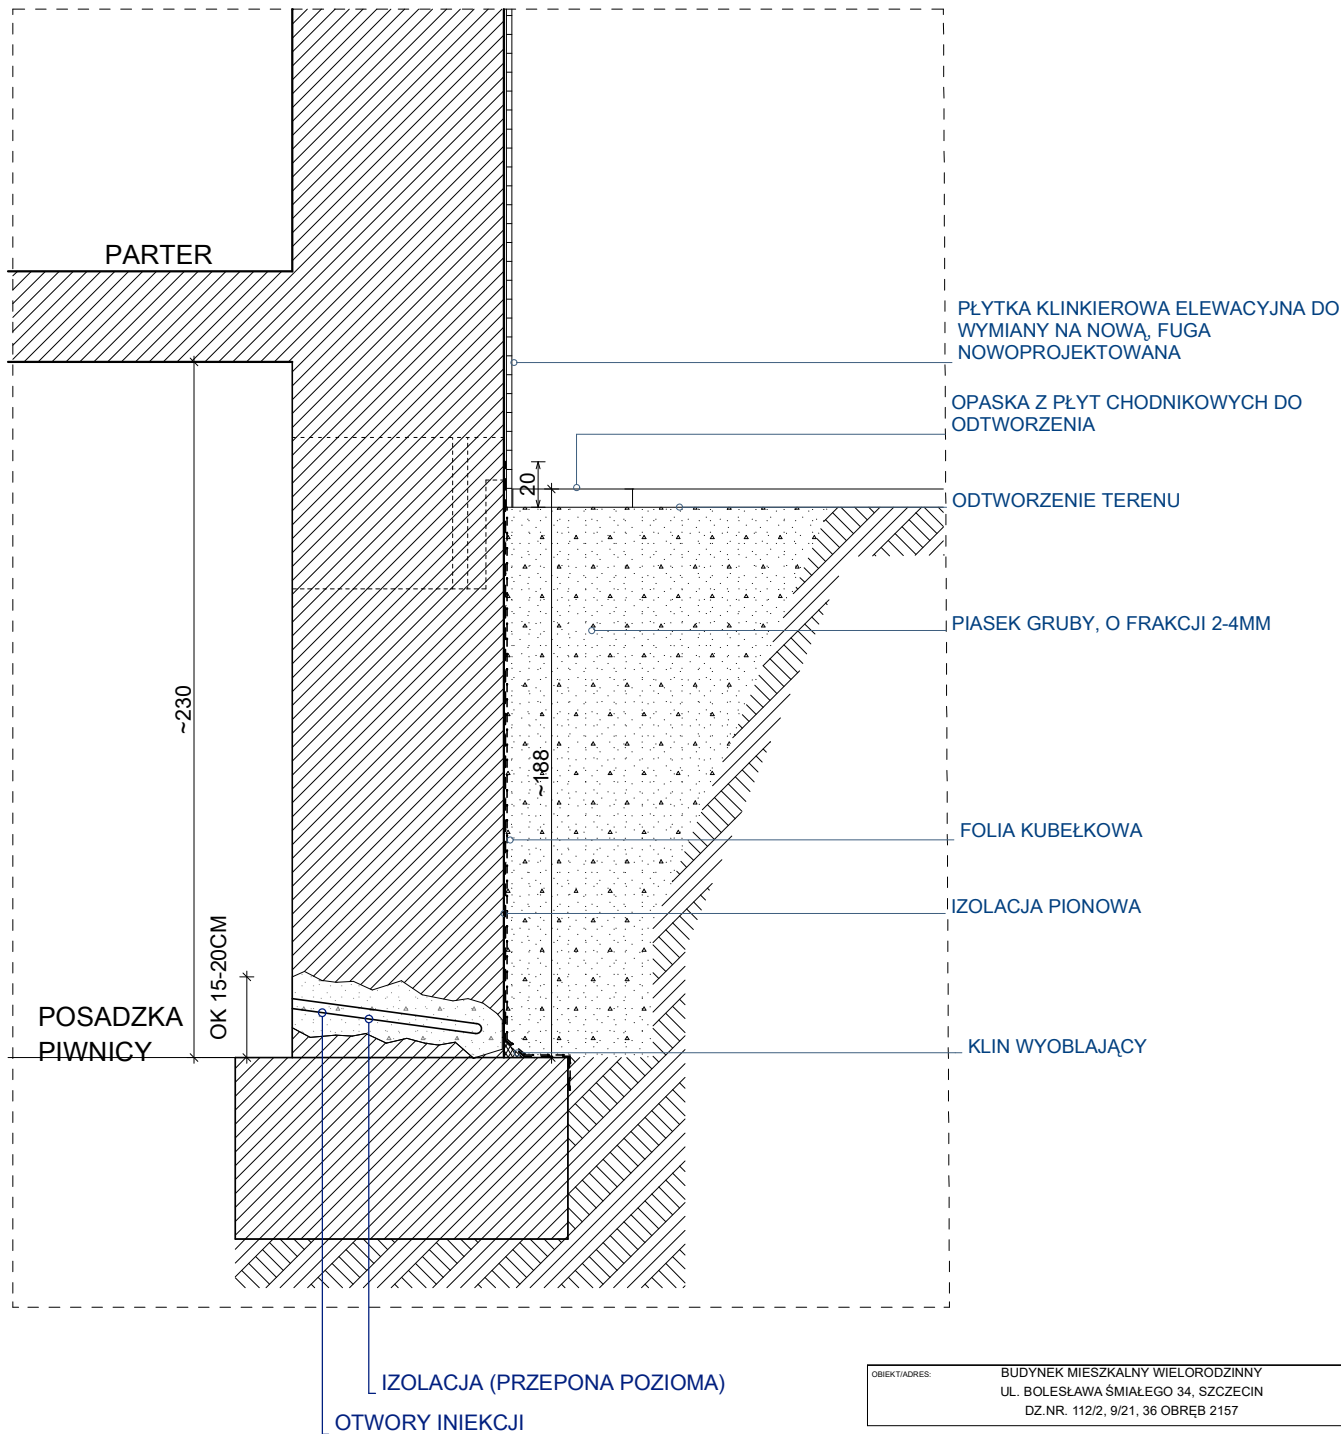 PARTER
PŁYTKA KLINKIEROWA ELEWACYJNA DO
WYMIANY NA NOWĄ, FUGA
NOWOPROJEKTOWANA
OPASKA Z PŁYT CHODNIKOWYCH DO
ODTWORZENIA
20
ODTWORZENIE TERENU
PIASEK GRUBY, O FRAKCJI 2-4MM
~230
~188
FOLIA KUBEŁKOWA
IZOLACJA PIONOWA
OK 15-20CM
POSADZKA
PIWNICY
KLIN WYOBLAJĄCY
IZOLACJA (PRZEPONA POZIOMA)
OTWORY INIEKCJI
OBIEKT/ADRES:
BUDYNEK MIESZKALNY WIELORODZINNY
UL. BOLESŁAWA ŚMIAŁEGO 34, SZCZECIN
DZ.NR. 112/2, 9/21, 36 OBRĘB 2157